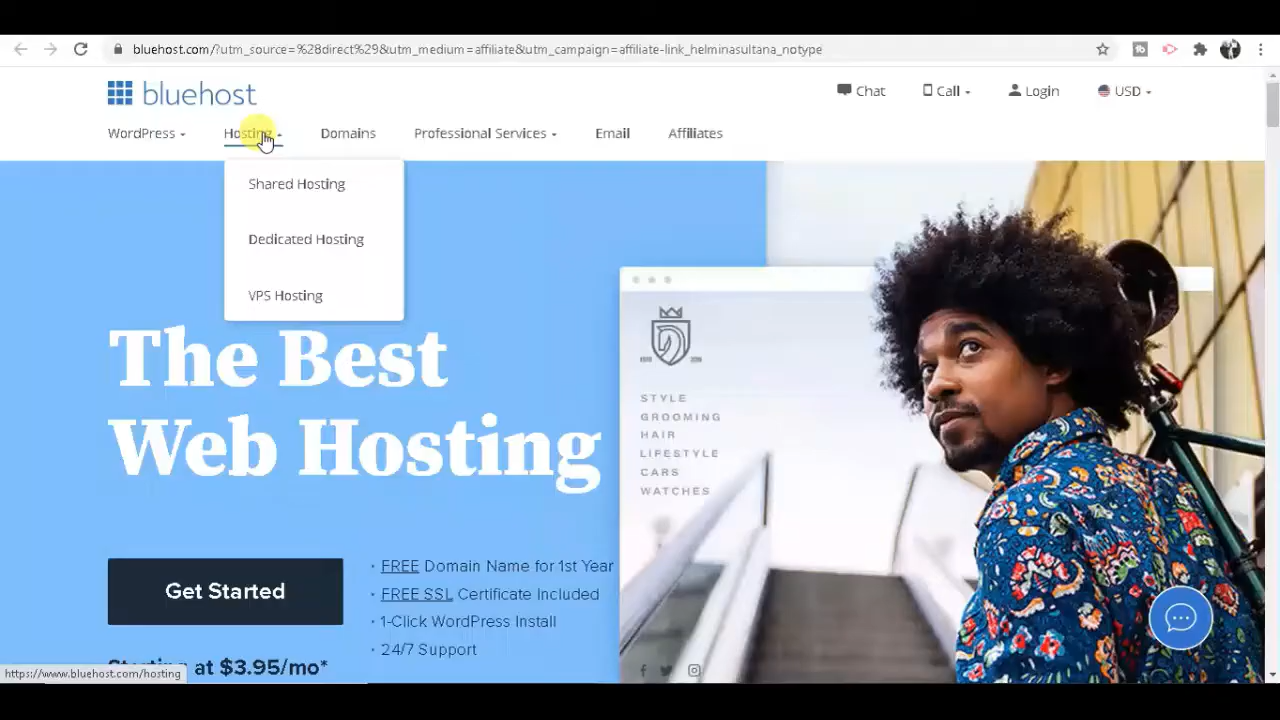 bluehost.com/?utm_source=%28direct%29&utm_medium=affiliate&utm_campaign=affiliate-link_helminasultana_notype
bluehost
Chat
Call
Login
USD
WordPress
Hosting
Domains
Professional Services
Email
Affiliates
Shared Hosting
Dedicated Hosting
VPS Hosting
The Best
Web Hosting
STYLE
GROOMING
HAIR
LIFESTYLE
CARS
WATCHES
Get Started
· FREE Domain Name for 1st Year
· FREE SSL Certificate Included
· 1-Click WordPress Install
· 24/7 Support
Starting at $3.95/mo*
https://www.bluehost.com/hosting